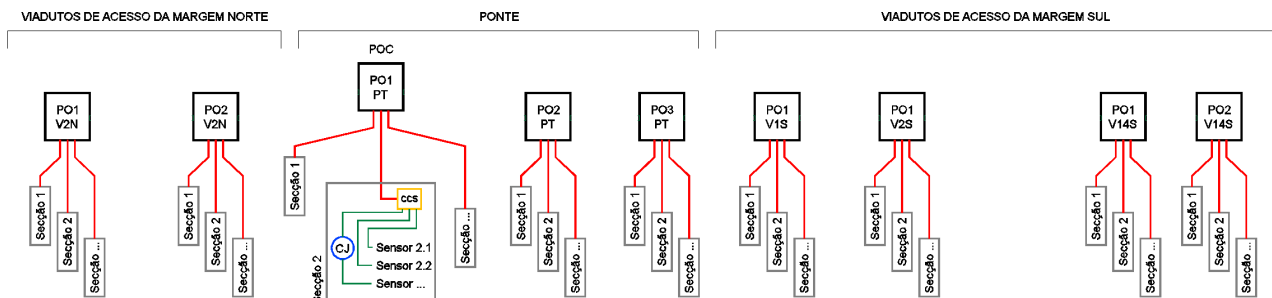 VIADUTOS DE ACESSO DA MARGEM NORTE
PONTE
VIADUTOS DE ACESSO DA MARGEM SUL
POC
PO1
PT
PO1
V2N
PO2
V2N
PO2
PT
PO3
PT
PO1
V1S
PO1
V2S
PO1
V14S
PO2
V14S
Secção 1
Secção 2
Secção ...
Secção 1
Secção 2
Secção ...
Secção 1
Secção 2
ccs
CJ
Sensor 2.1
Sensor 2.2
Sensor ...
Secção ...
Secção 1
Secção 2
Secção ...
Secção 1
Secção 2
Secção ...
Secção 1
Secção 2
Secção ...
Secção 1
Secção 2
Secção ...
Secção 1
Secção 2
Secção ...
Secção 1
Secção 2
Secção ...